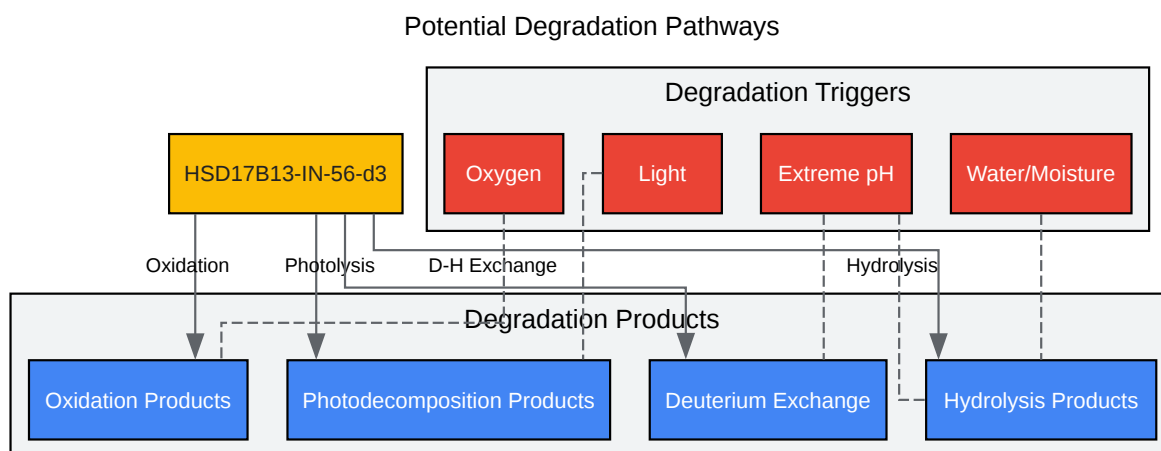 Potential Degradation Pathways
Degradation Triggers
HSD17B13-IN-56-d3
Oxygen
Light
Extreme pH
Water/Moisture
Oxidation
Photolysis
D-H Exchange
Hydrolysis
Degradation Products
Oxidation Products
Photodecomposition Products
Deuterium Exchange
Hydrolysis Products